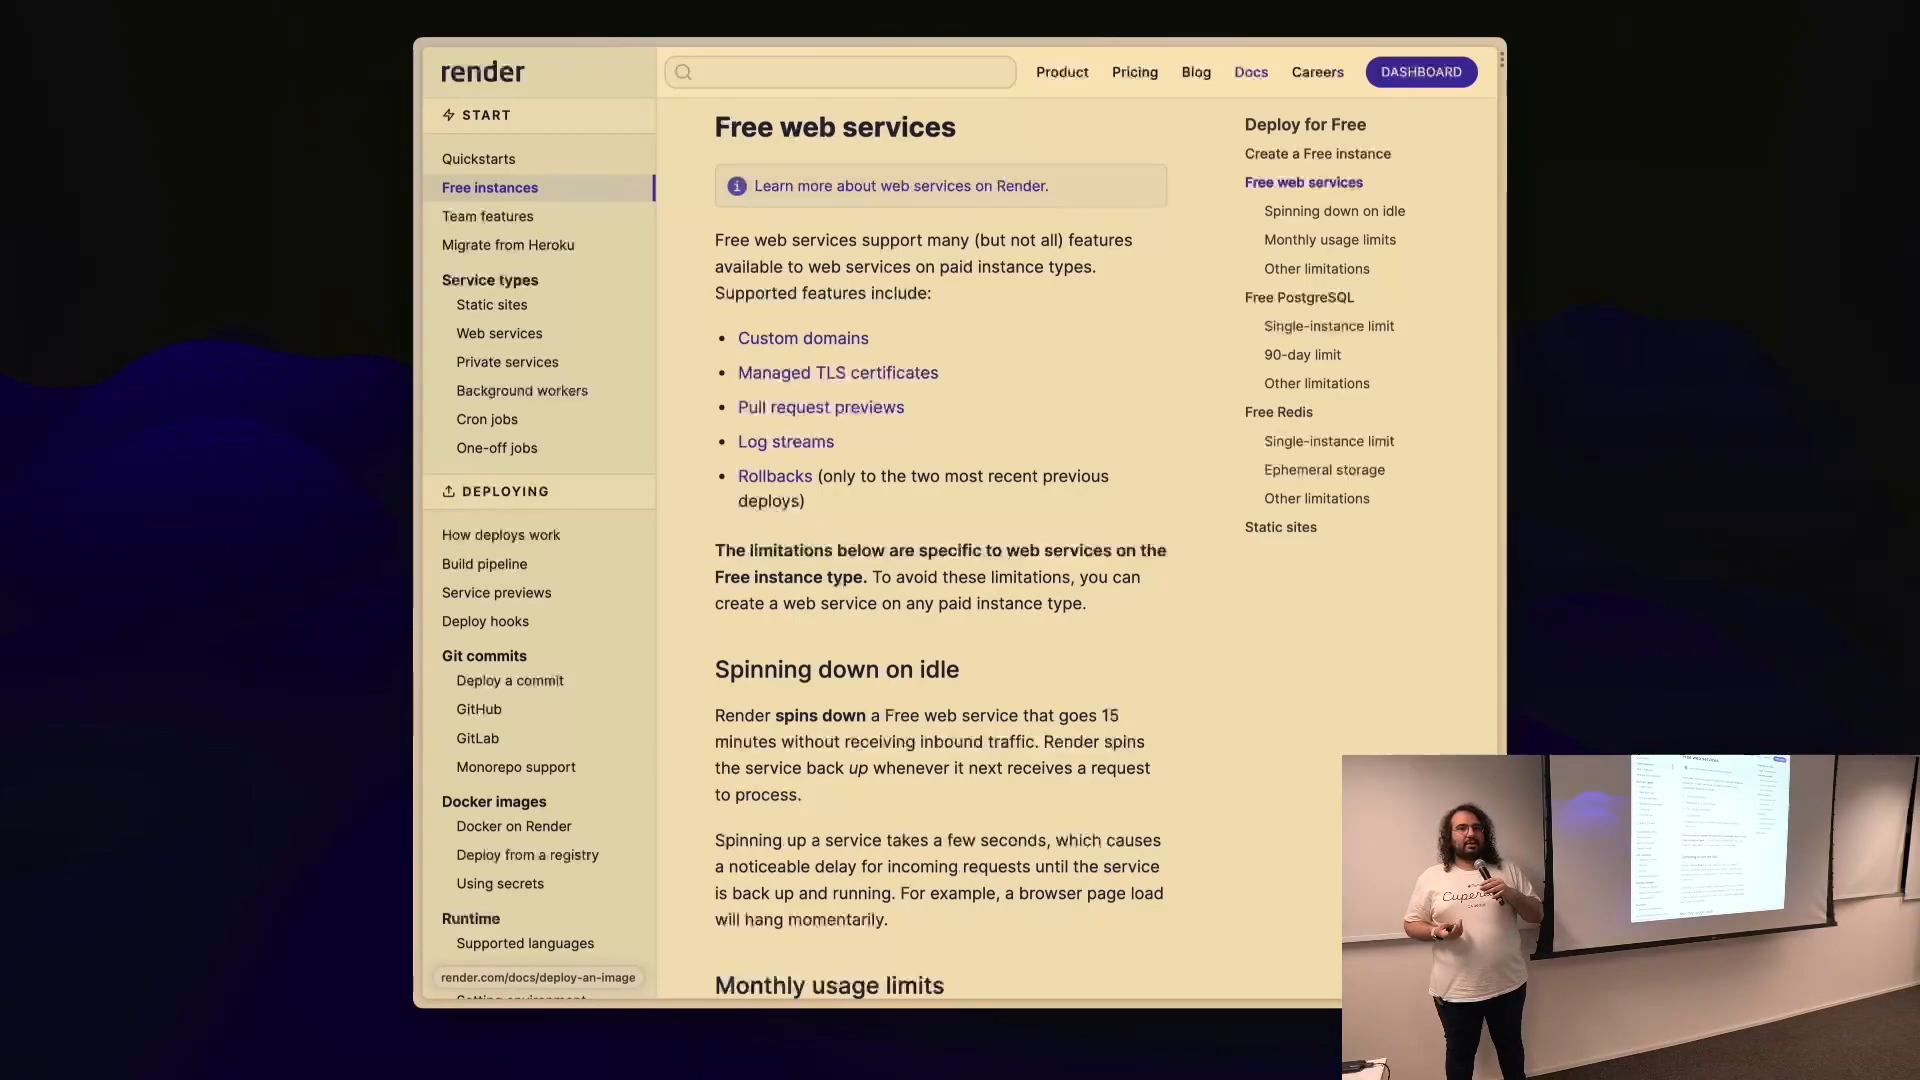 render
Product
Pricing
Blog
Docs
Careers
DASHBOARD
START
Quickstarts
Free instances
Team features
Migrate from Heroku
Service types
Static sites
Web services
Private services
Background workers
Cron jobs
One-off jobs
DEPLOYING
How deploys work
Build pipeline
Service previews
Deploy hooks
Git commits
Deploy a commit
GitHub
GitLab
Monorepo support
Docker images
Docker on Render
Deploy from a registry
Using secrets
Runtime
Supported languages
render.com/docs/deploy-an-image
Free web services
Learn more about web services on Render.
Free web services support many (but not all) features
available to web services on paid instance types.
Supported features include:
• Custom domains
• Managed TLS certificates
• Pull request previews
• Log streams
• Rollbacks (only to the two most recent previous
deploys)
The limitations below are specific to web services on the
Free instance type. To avoid these limitations, you can
create a web service on any paid instance type.
Spinning down on idle
Render spins down a Free web service that goes 15
minutes without receiving inbound traffic. Render spins
the service back up whenever it next receives a request
to process.
Spinning up a service takes a few seconds, which causes
a noticeable delay for incoming requests until the service
is back up and running. For example, a browser page load
will hang momentarily.
Monthly usage limits
Deploy for Free
Create a Free instance
Free web services
Spinning down on idle
Monthly usage limits
Other limitations
Free PostgreSQL
Single-instance limit
90-day limit
Other limitations
Free Redis
Single-instance limit
Ephemeral storage
Other limitations
Static sites